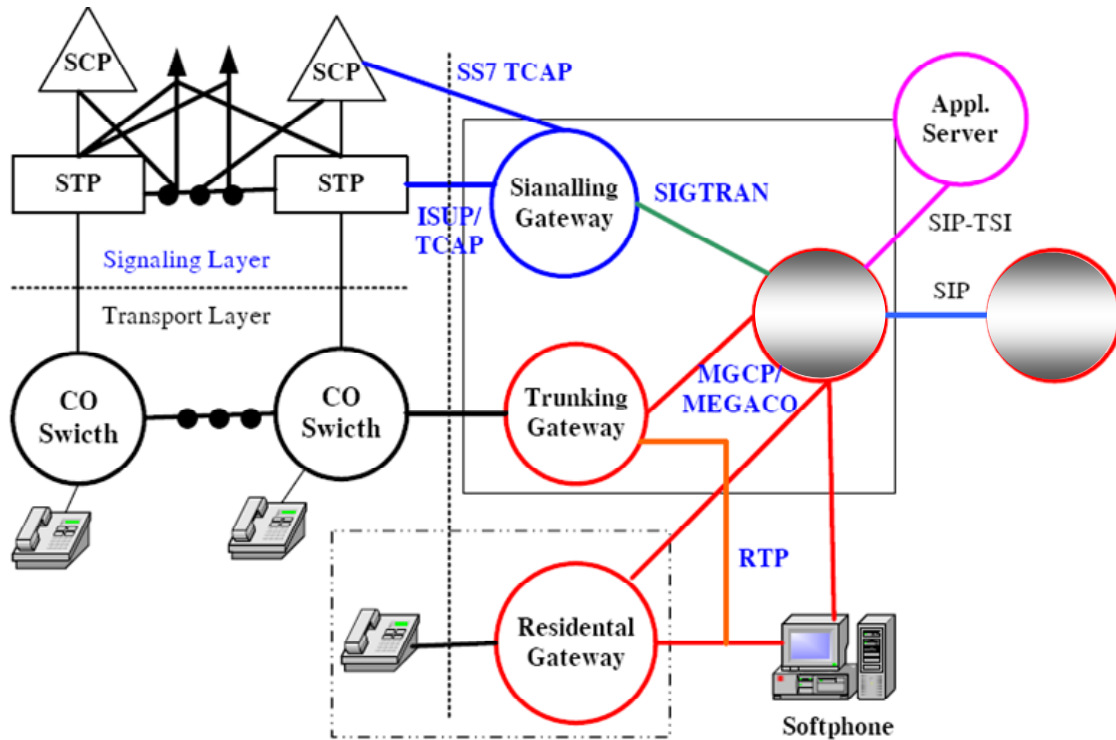 SCP
SCP
SS7 TCAP
Appl.
Server
STP
STP
Sianalling
Gateway
SIGTRAN
ISUP/
TCAP
SIP-TSI
Signaling Layer
SIP
Transport Layer
CO
Swicth
CO
Swicth
Trunking
Gateway
MGCP/
MEGACO
RTP
Residental
Gateway
Softphone